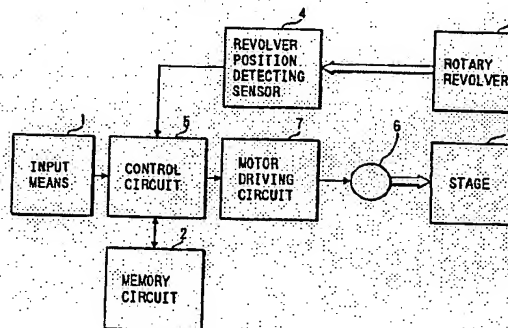 4
REVOLVER
POSITION
DETECTING
SENSOR
ROTARY
REVOLVER
1
INPUT
MEANS
5
CONTROL
CIRCUIT
7
MOTOR
DRIVING
CIRCUIT
6
STAGE
2
MEMORY
CIRCUIT